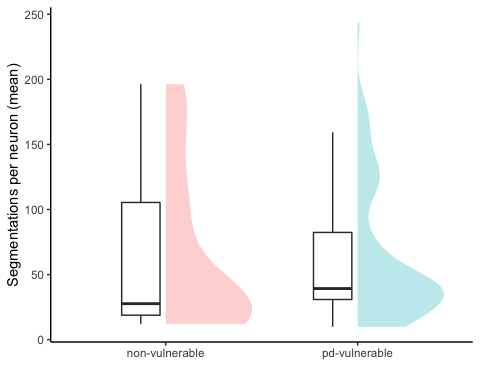 Segmentations per neuron (mean)
250
200
150
100
50
0
non-vulnerable
pd-vulnerable